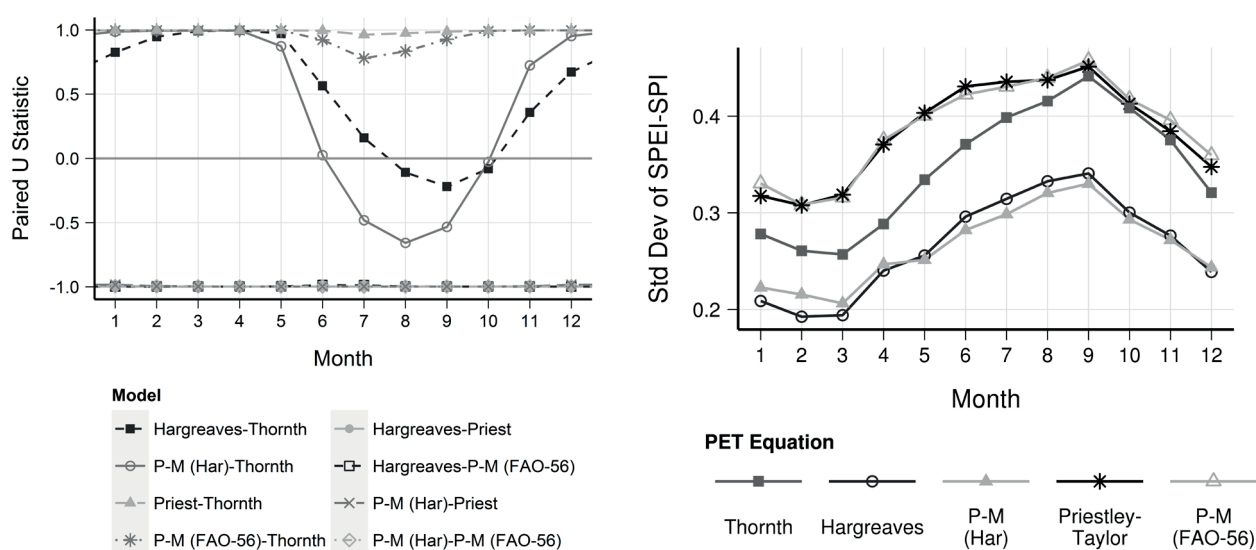 Paired U Statistic
1.0
0.5
0.0
-0.5
-1.0
1 2 3 4 5 6 7 8 9 10 11 12
Month
Model
Hargreaves-Thornth
Hargreaves-Priest
P-M (Har)-Thornth
Hargreaves-P-M (FAO-56)
Priest-Thornth
P-M (Har)-Priest
P-M (FAO-56)-Thornth
P-M (Har)-P-M (FAO-56)
Std Dev of SPEI-SPI
0.4
0.3
0.2
1 2 3 4 5 6 7 8 9 10 11 12
Month
PET Equation
Thornth
Hargreaves
P-M
(Har)
Priestley-
Taylor
P-M
(FAO-56)